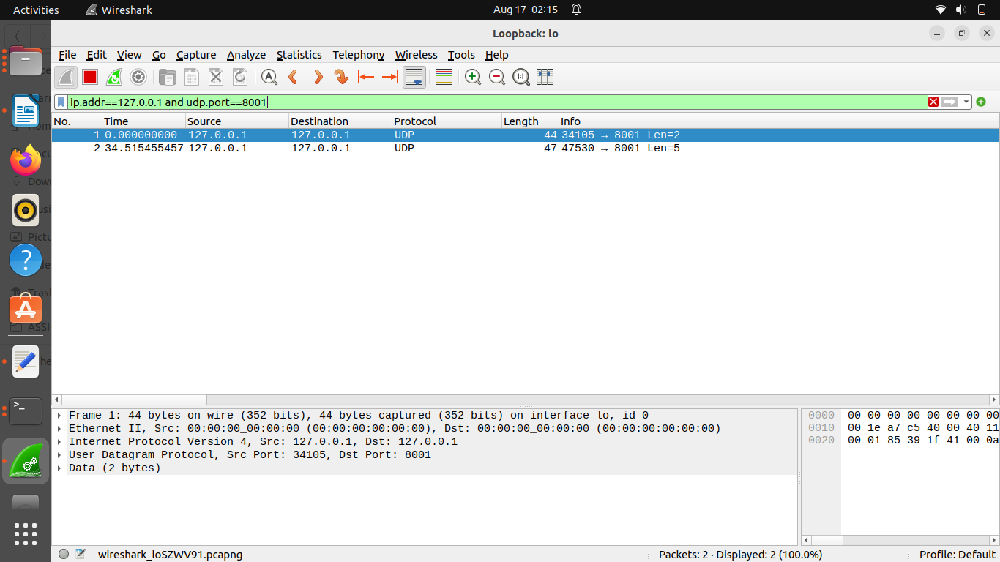 Activities Wireshark Aug 17 02:15
Loopback: lo
File Edit View Go Capture Analyze Statistics Telephony Wireless Tools Help
ip.addr==127.0.0.1 and udp.port==8001
No. Time Source Destination Protocol Length Info
1 0.000000000 127.0.0.1 127.0.0.1 UDP 44 34105 → 8001 Len=2
2 34.515455457 127.0.0.1 127.0.0.1 UDP 47 47530 → 8001 Len=5
Frame 1: 44 bytes on wire (352 bits), 44 bytes captured (352 bits) on interface lo, id 0
Ethernet II, Src: 00:00:00_00:00:00 (00:00:00:00:00:00), Dst: 00:00:00_00:00:00 (00:00:00:00:00:00)
Internet Protocol Version 4, Src: 127.0.0.1, Dst: 127.0.0.1
User Datagram Protocol, Src Port: 34105, Dst Port: 8001
Data (2 bytes)
0000 00 00 00 00 00 00 00 00
0010 00 1e a7 c5 40 00 40 11
0020 00 01 85 39 1f 41 00 0a
wireshark_loSZWV91.pcapng Packets: 2 · Displayed: 2 (100.0%) Profile: Default